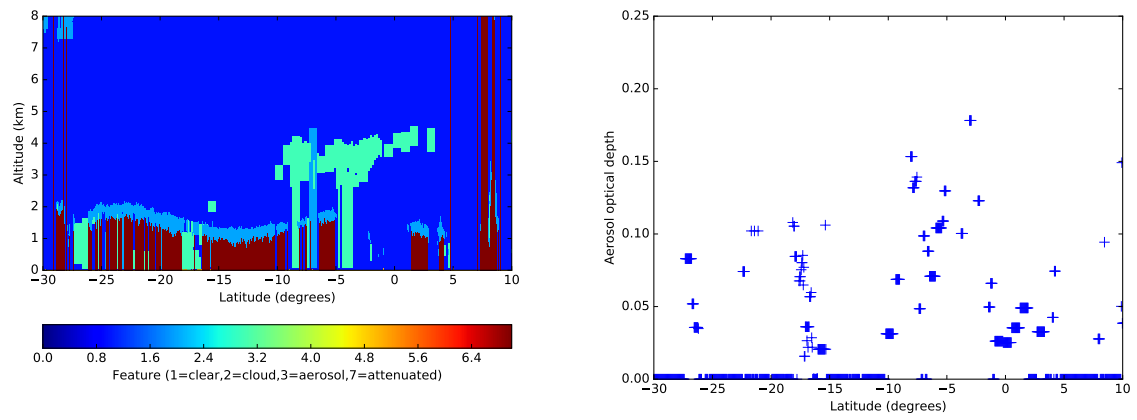 8
7
6
5
4
3
2
1
0
Altitude (km)
−30 −25 −20 −15 −10 −5 0 5 10
Latitude (degrees)
0.0 0.8 1.6 2.4 3.2 4.0 4.8 5.6 6.4
Feature (1=clear,2=cloud,3=aerosol,7=attenuated)
0.25
0.20
0.15
0.10
0.05
0.00
Aerosol optical depth
−30 −25 −20 −15 −10 −5 0 5 10
Latitude (degrees)